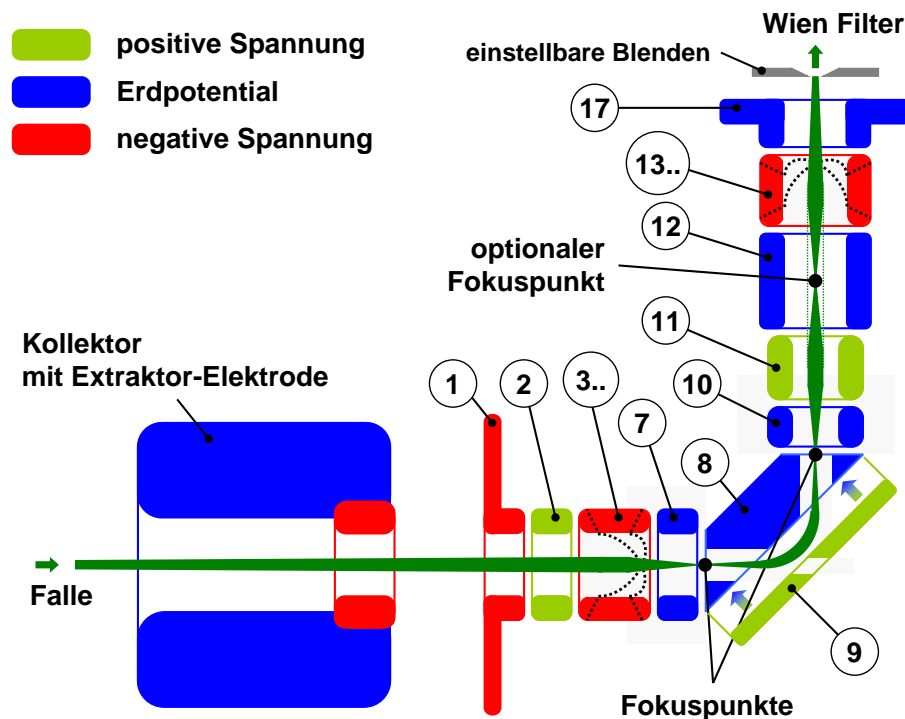 positive Spannung
Erdpotential
negative Spannung
Wien Filter
einstellbare Blenden
17
13..
12
optionaler
Fokuspunkt
11
10
Kollektor
mit Extraktor-Elektrode
1
2
3..
7
8
Falle
9
Fokuspunkte